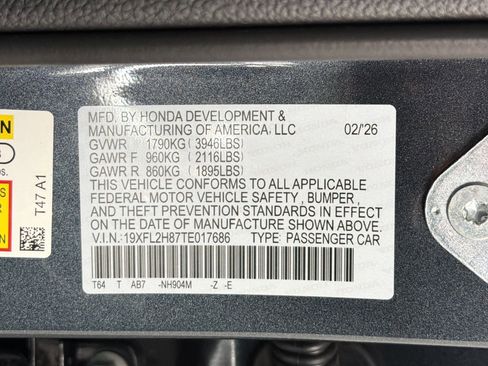 MFD. BY HONDA DEVELOPMENT &
MANUFACTURING OF AMERICA, LLC 02/'26
GVWR 1790KG ( 3946LBS)
GAWR F 960KG ( 2116LBS)
GAWR R 860KG ( 1895LBS)
THIS VEHICLE CONFORMS TO ALL APPLICABLE
FEDERAL MOTOR VEHICLE SAFETY , BUMPER ,
AND THEFT PREVENTION STANDARDS IN EFFECT
ON THE DATE OF MANUFACTURE SHOWN ABOVE.
V.I.N.: 19XFL2H87TE017686 TYPE: PASSENGER CAR
T64 T AB7 -NH904M -Z -E
T47 A1